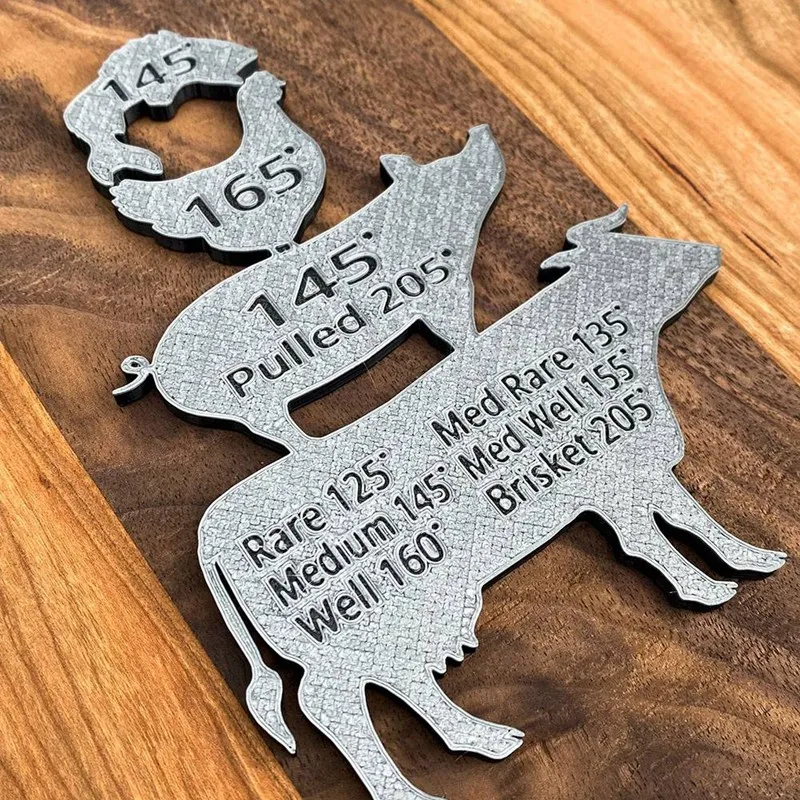 145°
165°
145°
Pulled 205°
Rare 125°
Medium 145°
Well 160°
Med Rare 135°
Med Well 155°
Brisket 205°